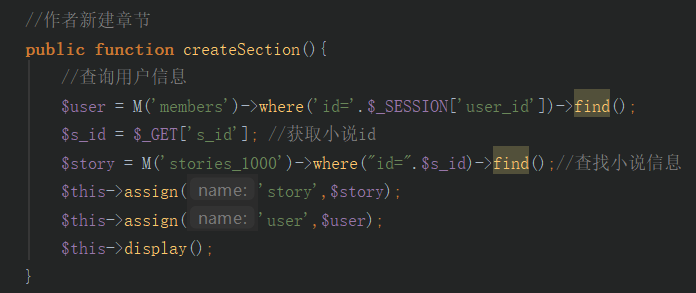 //作者新建章节
public function createSection(){
//查询用户信息
$user = M('members')->where('id='.$_SESSION['user_id'])->find();
$s_id = $_GET['s_id']; //获取小说id
$story = M('stories_1000')->where("id=".$s_id)->find();//查找小说信息
$this->assign( name: 'story',$story);
$this->assign( name: 'user',$user);
$this->display();
}